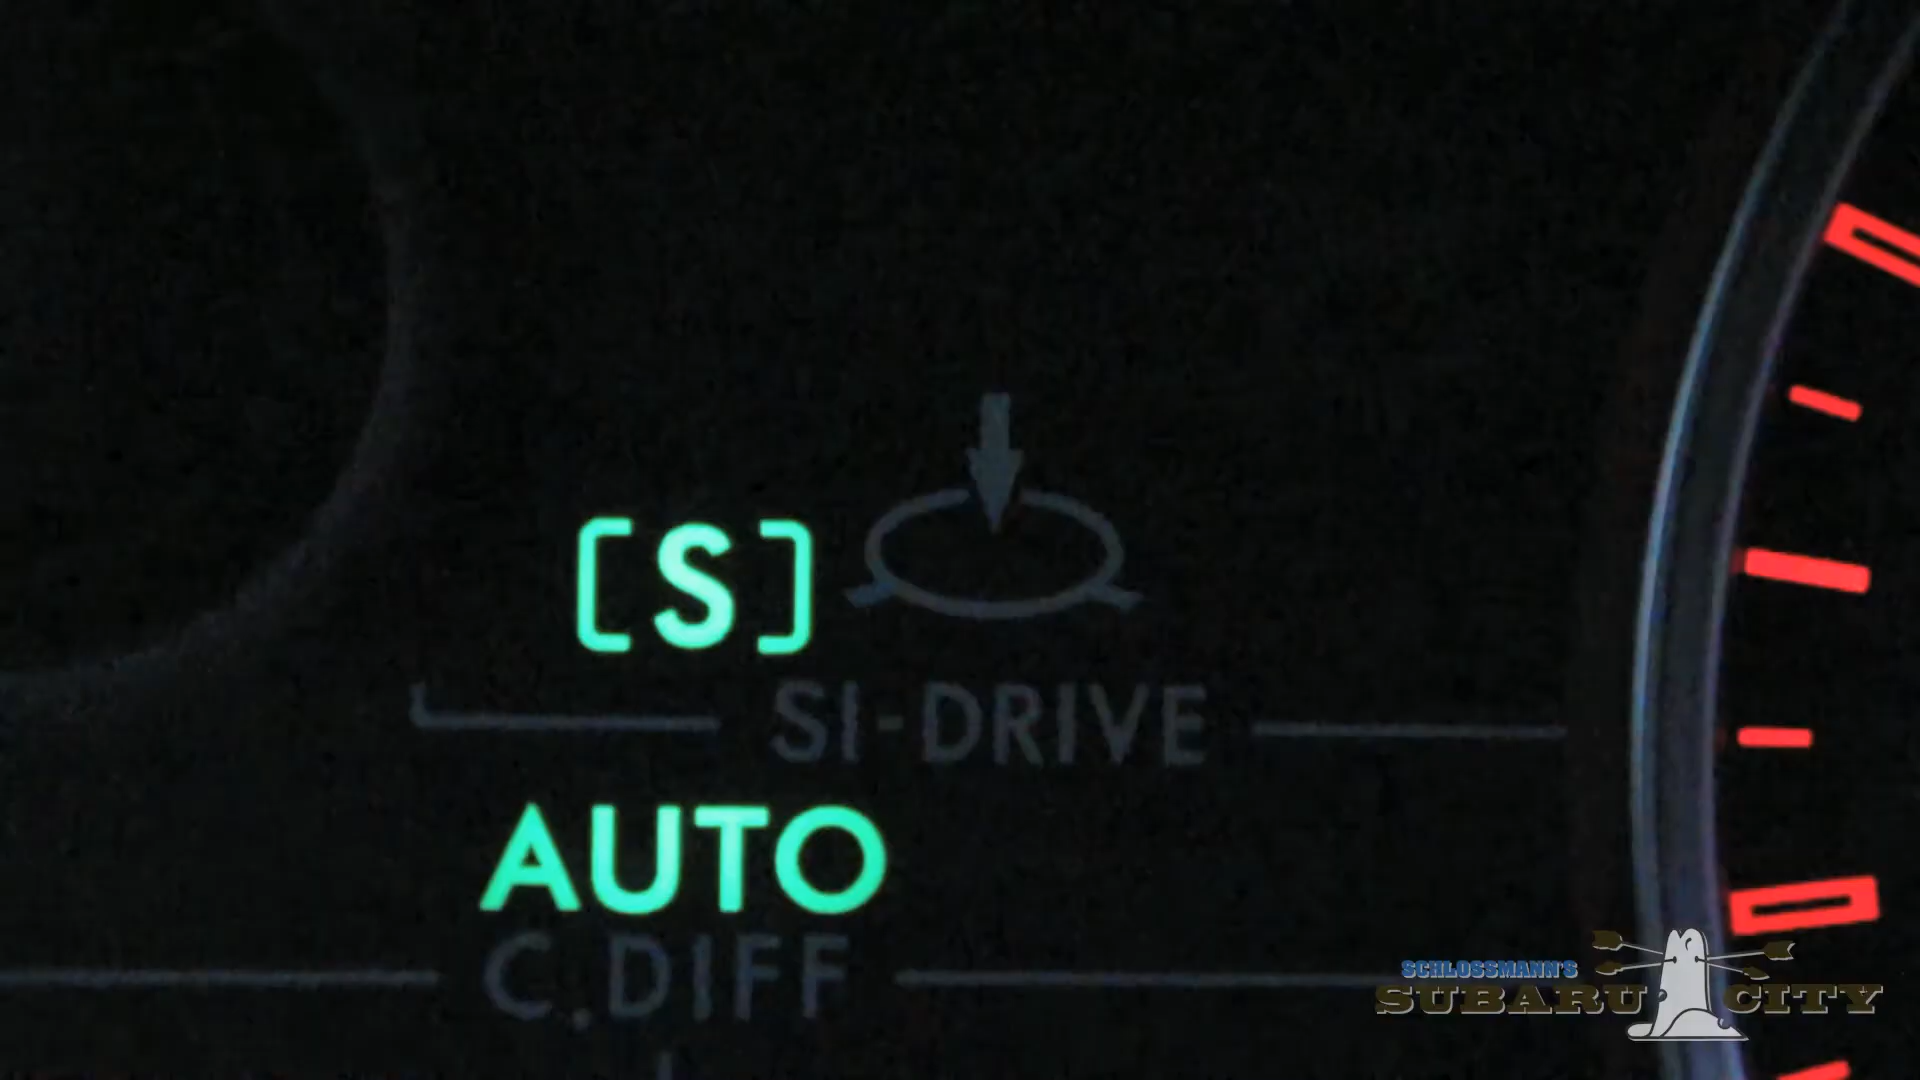 [S]
SI-DRIVE
AUTO
C.DIFF
SCHLOSSMANN'S
SUBARU CITY